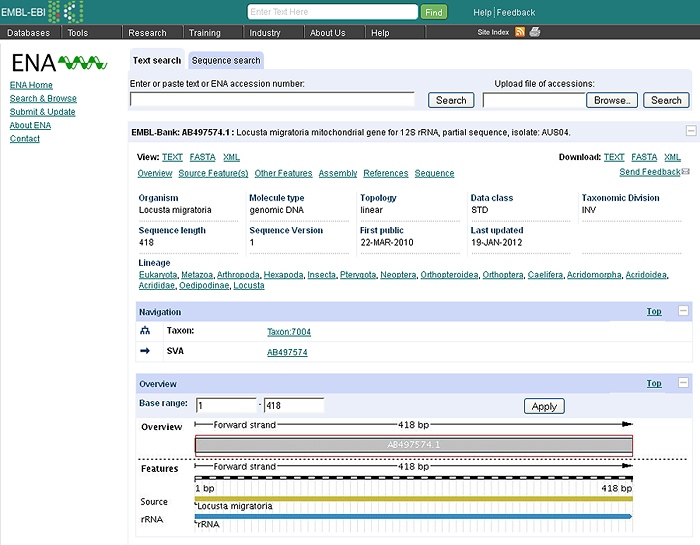 EMBL-EBI
Enter Text Here
Find
Help | Feedback
Databases Tools Research Training Industry About Us Help Site Index
ENA
ENA Home
Search & Browse
Submit & Update
About ENA
Contact
Text search Sequence search
Enter or paste text or ENA accession number: Upload file of accessions:
Search Browse.. Search
EMBL-Bank: AB497574.1 : Locusta migratoria mitochondrial gene for 12S rRNA, partial sequence, isolate: AUS04.
View: TEXT FASTA XML Download: TEXT FASTA XML
Overview Source Feature(s) Other Features Assembly References Sequence Send Feedback
Organism Molecule type Topology Data class Taxonomic Division
Locusta migratoria genomic DNA linear STD INV
Sequence length Sequence Version First public Last updated
418 1 22-MAR-2010 19-JAN-2012
Lineage
Eukaryota, Metazoa, Arthropoda, Hexapoda, Insecta, Pterygota, Neoptera, Orthopteroidea, Orthoptera, Caelifera, Acridomorpha, Acridoidea,
Acrididae, Oedipodinae, Locusta
Navigation Top
Taxon: Taxon:7004
SVA AB497574
Overview Top
Base range: 1 - 418 Apply
Overview Forward strand 418 bp
AB497574.1
Features Forward strand 418 bp
1 bp 418 bp
Source
Locusta migratoria
rRNA
rRNA